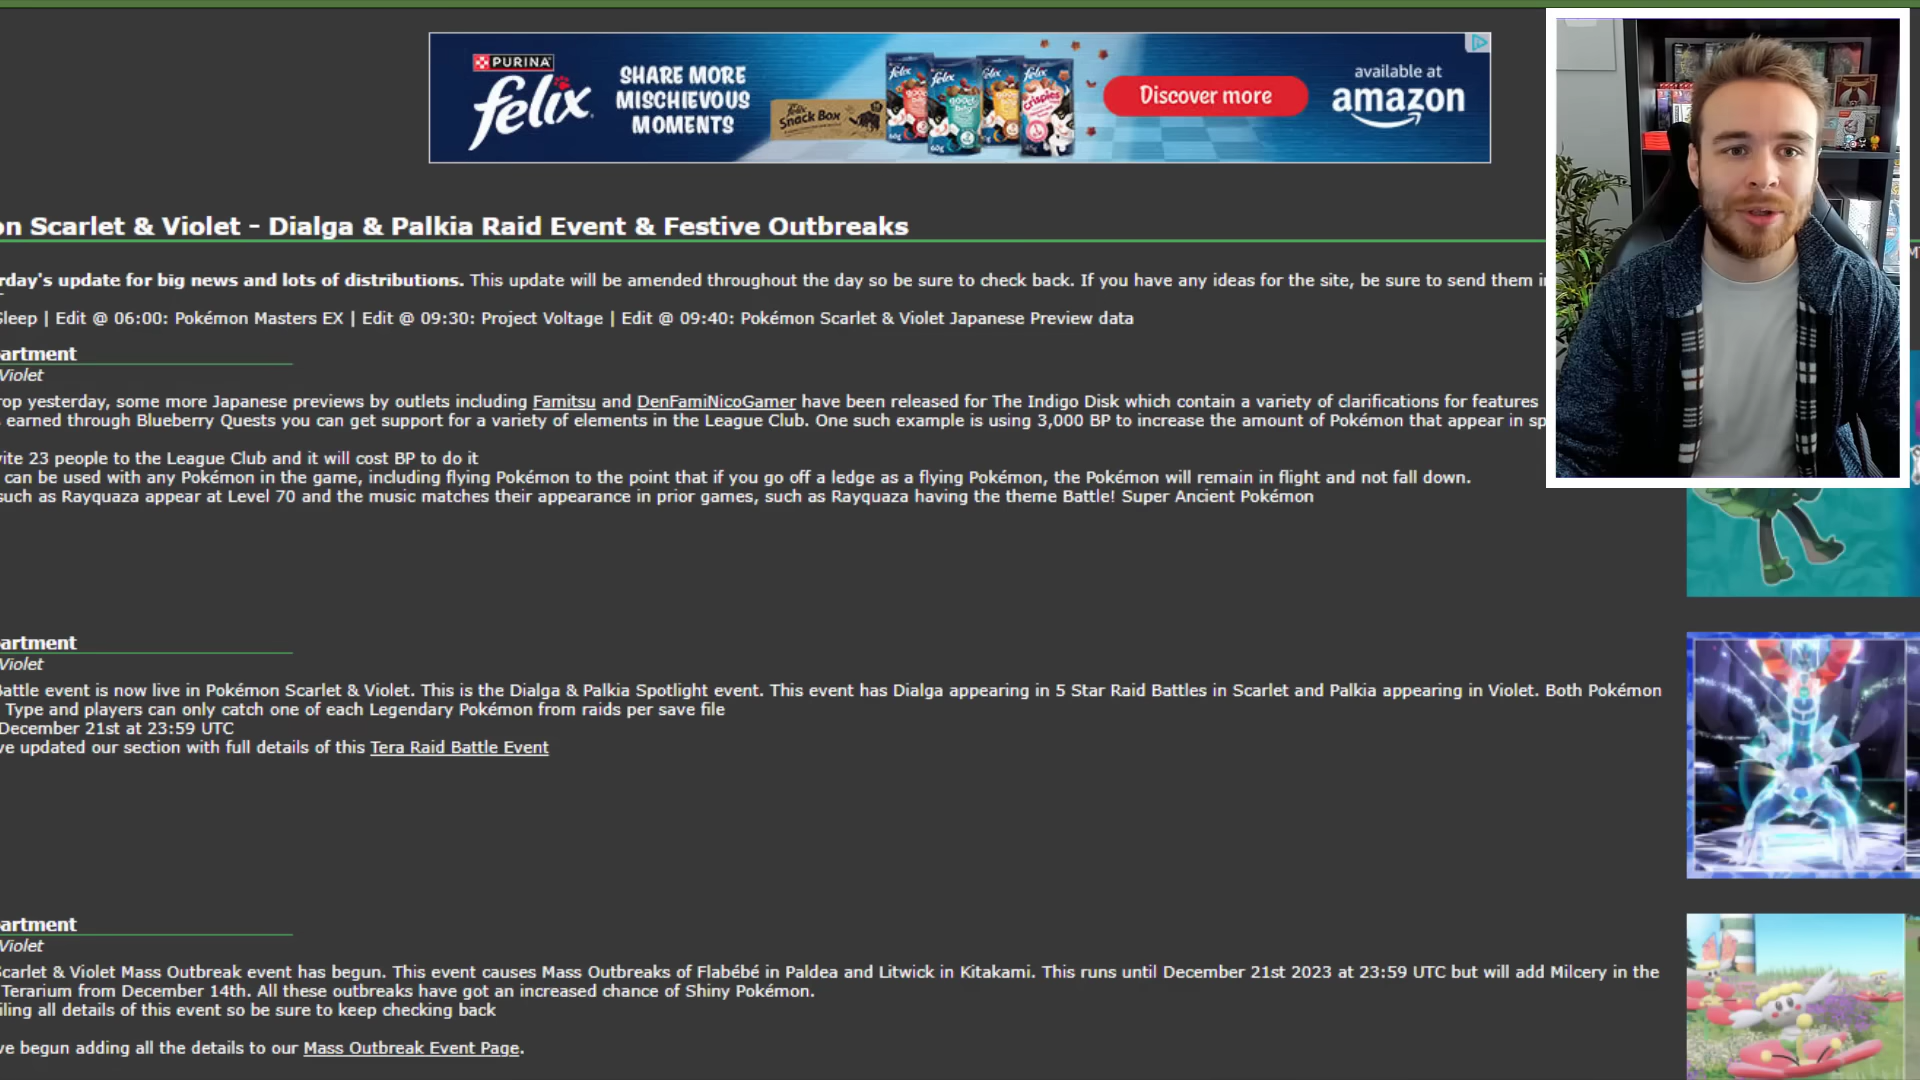 PURINA
felix
SHARE MORE
MISCHIEVOUS
MOMENTS
felix
Snack Box
felix
felix
felix
felix
crispies
Discover more
available at
amazon
on Scarlet & Violet - Dialga & Palkia Raid Event & Festive Outbreaks
rday's update for big news and lots of distributions. This update will be amended throughout the day so be sure to check back. If you have any ideas for the site, be sure to send them in
Sleep | Edit @ 06:00: Pokémon Masters EX | Edit @ 09:30: Project Voltage | Edit @ 09:40: Pokémon Scarlet & Violet Japanese Preview data
artment
Violet
rop yesterday, some more Japanese previews by outlets including Famitsu and DenFamiNicoGamer have been released for The Indigo Disk which contain a variety of clarifications for features
earned through Blueberry Quests you can get support for a variety of elements in the League Club. One such example is using 3,000 BP to increase the amount of Pokémon that appear in sp
vite 23 people to the League Club and it will cost BP to do it
can be used with any Pokémon in the game, including flying Pokémon to the point that if you go off a ledge as a flying Pokémon, the Pokémon will remain in flight and not fall down.
such as Rayquaza appear at Level 70 and the music matches their appearance in prior games, such as Rayquaza having the theme Battle! Super Ancient Pokémon
artment
Violet
Battle event is now live in Pokémon Scarlet & Violet. This is the Dialga & Palkia Spotlight event. This event has Dialga appearing in 5 Star Raid Battles in Scarlet and Palkia appearing in Violet. Both Pokémon
Type and players can only catch one of each Legendary Pokémon from raids per save file
December 21st at 23:59 UTC
ve updated our section with full details of this Tera Raid Battle Event
artment
Violet
Scarlet & Violet Mass Outbreak event has begun. This event causes Mass Outbreaks of Flabébé in Paldea and Litwick in Kitakami. This runs until December 21st 2023 at 23:59 UTC but will add Milcery in the
Terarium from December 14th. All these outbreaks have got an increased chance of Shiny Pokémon.
iling all details of this event so be sure to keep checking back
ve begun adding all the details to our Mass Outbreak Event Page.